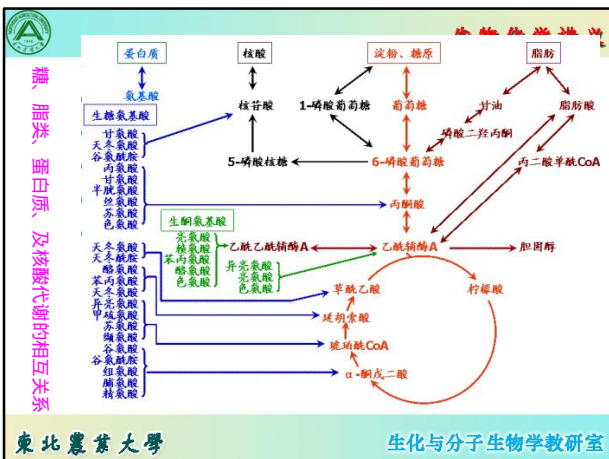 生物化学讲义
糖、脂类、蛋白质、及核酸代谢的相互关系
蛋白质
核酸
淀粉、糖原
脂肪
氨基酸
核苷酸
1-磷酸葡萄糖
葡萄糖
甘油
脂肪酸
生糖氨基酸
磷酸二羟丙酮
甘氨酸
天冬氨酸
谷氨酰胺
5-磷酸核糖
6-磷酸葡萄糖
丙二酸单酰CoA
丙氨酸
甘氨酸
半胱氨酸
丝氨酸
苏氨酸
色氨酸
丙酮酸
生酮氨基酸
亮氨酸
赖氨酸
苯丙氨酸
酪氨酸
色氨酸
乙酰乙酰辅酶A
乙酰辅酶A
胆固醇
异亮氨酸
亮氨酸
色氨酸
天冬氨酸
天冬酰胺
酪氨酸
苯丙氨酸
天冬氨酸
异亮氨酸
甲硫氨酸
苏氨酸
缬氨酸
谷氨酸
谷氨酰胺
组氨酸
脯氨酸
精氨酸
草酰乙酸
柠檬酸
延胡索酸
琥珀酰CoA
α-酮戊二酸
東北農業大學
生化与分子生物学教研室